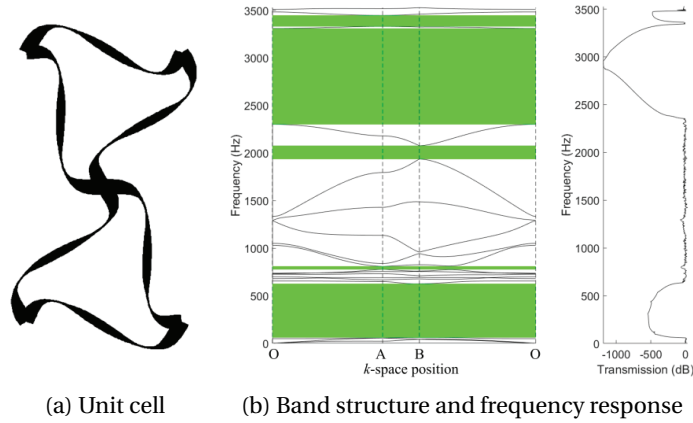 3500
3000
2500
2000
1500
1000
500
0
Frequency (Hz)
O A B O
k-space position
3500
3000
2500
2000
1500
1000
500
0
Frequency (Hz)
-1000 -500 0
Transmission (dB)
(a) Unit cell
(b) Band structure and frequency response